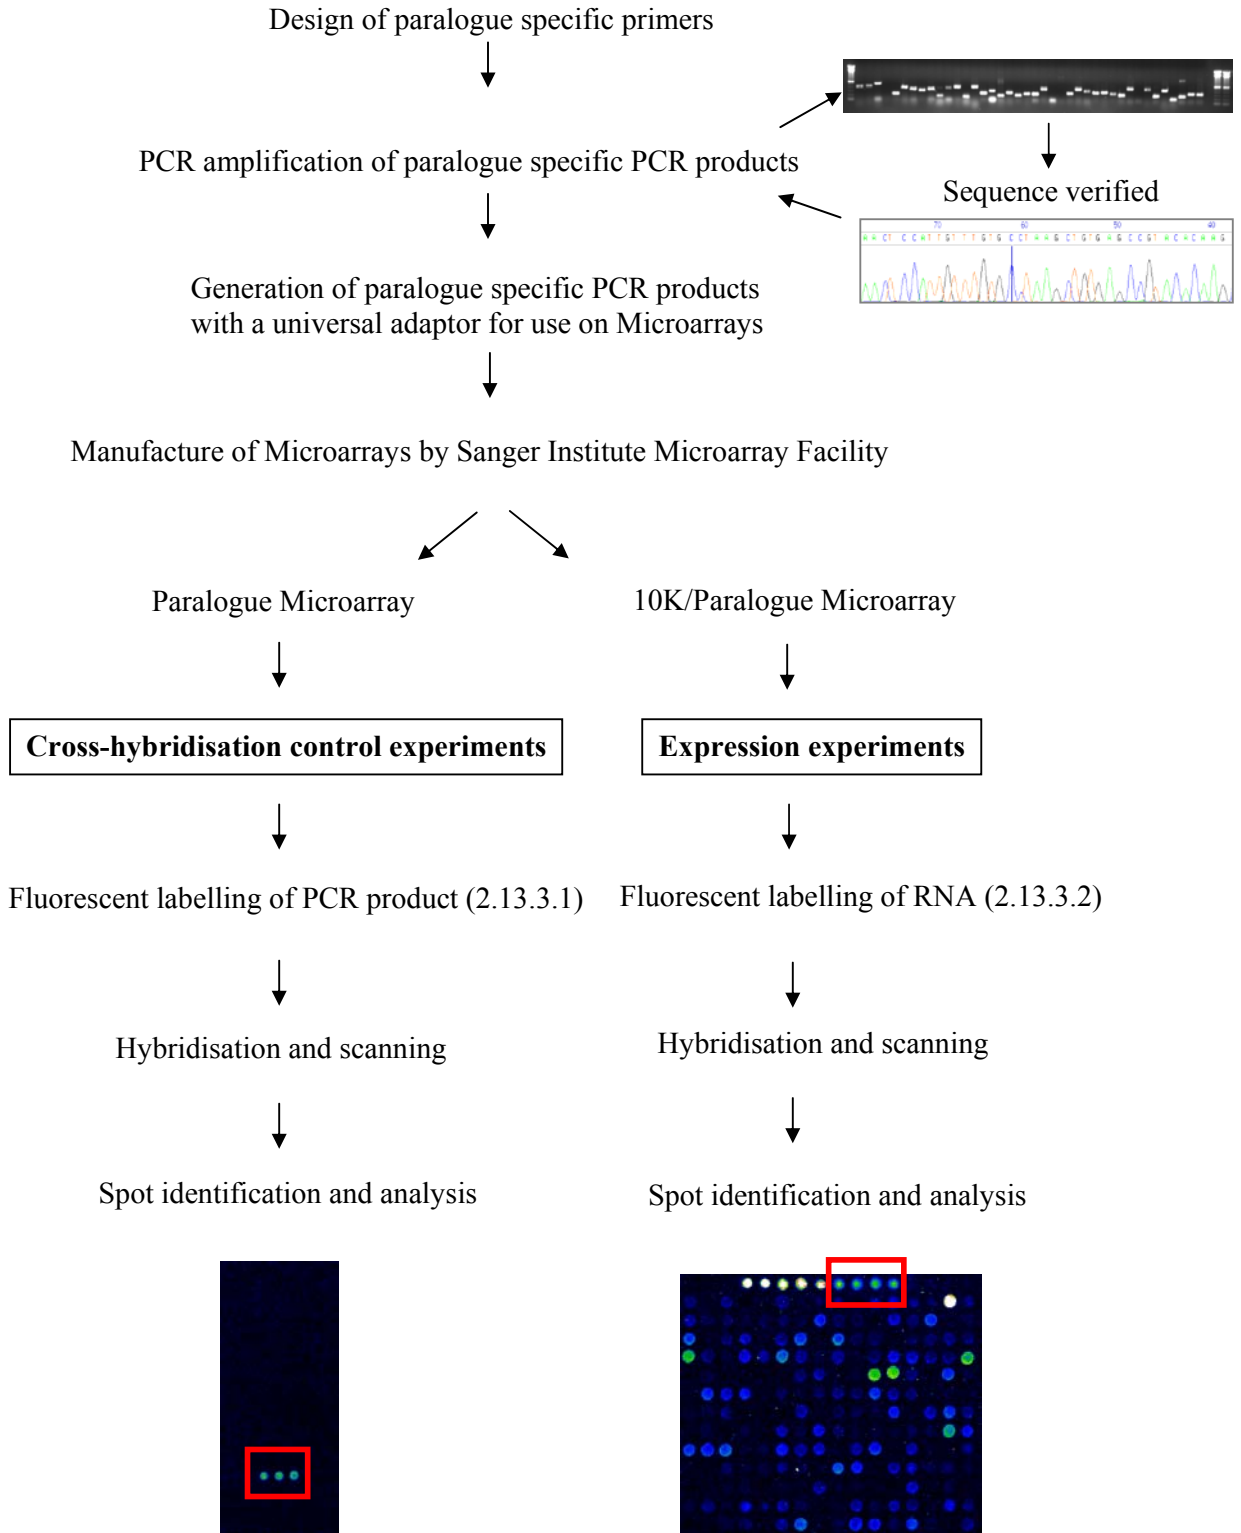 Design of paralogue specific primers
PCR amplification of paralogue specific PCR products
Sequence verified
70 60 50 40
A A C T C C A T T G T T T G T G C C T A A G C T G T G A G C C G T A C A C A A G
Generation of paralogue specific PCR products
with a universal adaptor for use on Microarrays
Manufacture of Microarrays by Sanger Institute Microarray Facility
Paralogue Microarray
10K/Paralogue Microarray
Cross-hybridisation control experiments
Expression experiments
Fluorescent labelling of PCR product (2.13.3.1)
Fluorescent labelling of RNA (2.13.3.2)
Hybridisation and scanning
Hybridisation and scanning
Spot identification and analysis
Spot identification and analysis